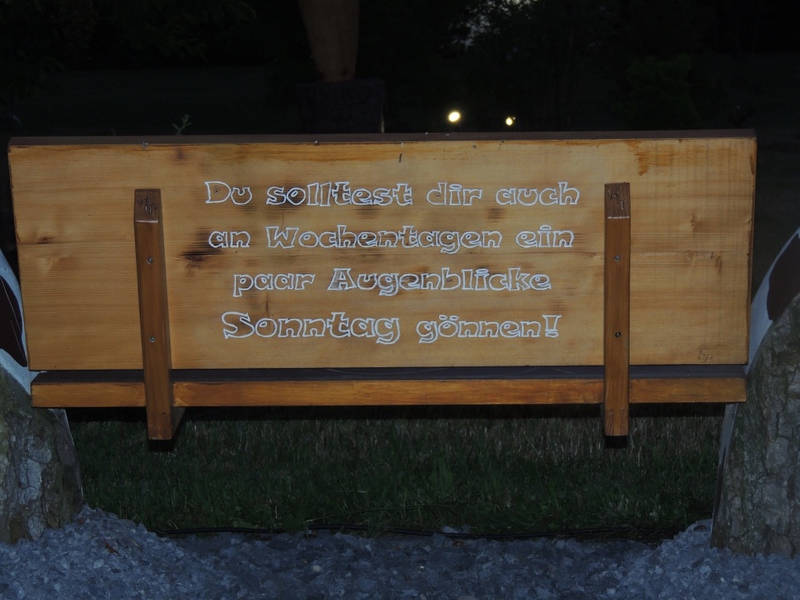 Du solltest dir auch
an Wochentagen ein
paar Augenblicke
Sonntag gönnen!